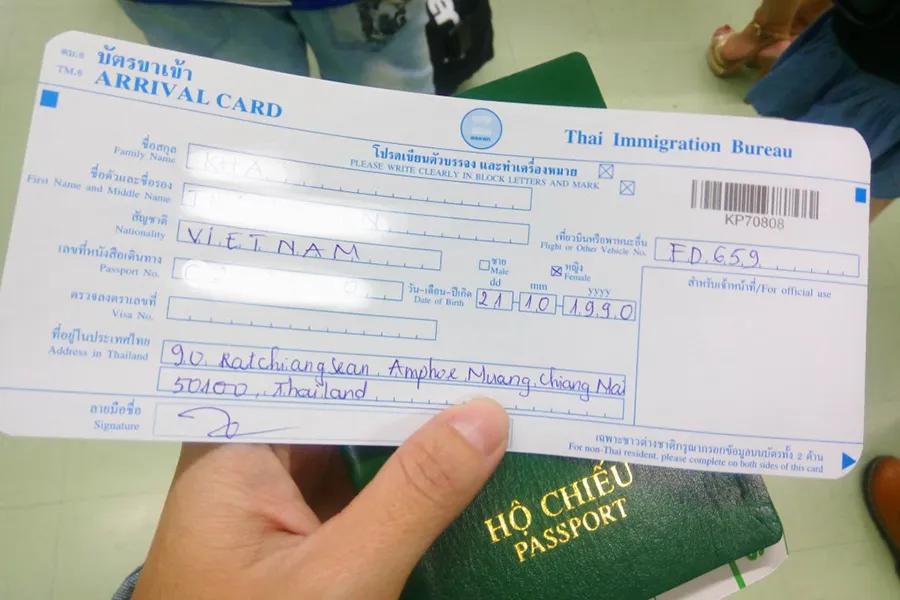 ตม.6 บัตรขาเข้า
TM.6 ARRIVAL CARD
Thai Immigration Bureau
โปรดเขียนตัวบรรจง และทำเครื่องหมาย
PLEASE WRITE CLEARLY IN BLOCK LETTERS AND MARK
KP70808
ชื่อสกุล
Family Name KHA
ชื่อตัวและชื่อรอง
First Name and Middle Name
สัญชาติ
Nationality VIETNAM
เที่ยวบินหรือพาหนะอื่น
Flight or Other Vehicle No. FD.659
เลขที่หนังสือเดินทาง
Passport No.
ชาย
Male
หญิง
Female
วัน-เดือน-ปีเกิด
Date of Birth
dd mm yyyy
21-10-1990
สำหรับเจ้าหน้าที่/For official use
ตรวจลงตราเลขที่
Visa No.
ที่อยู่ในประเทศไทย
Address in Thailand
90. Ratchiangsean, Amphoe, Muang, Chiang Mai
50100, Thailand
ลายมือชื่อ
Signature
เฉพาะชาวต่างชาติกรุณากรอกข้อมูลบนบัตรทั้ง 2 ด้าน
For non-Thai resident, please complete on both sides of this card
HỘ CHIẾU
PASSPORT